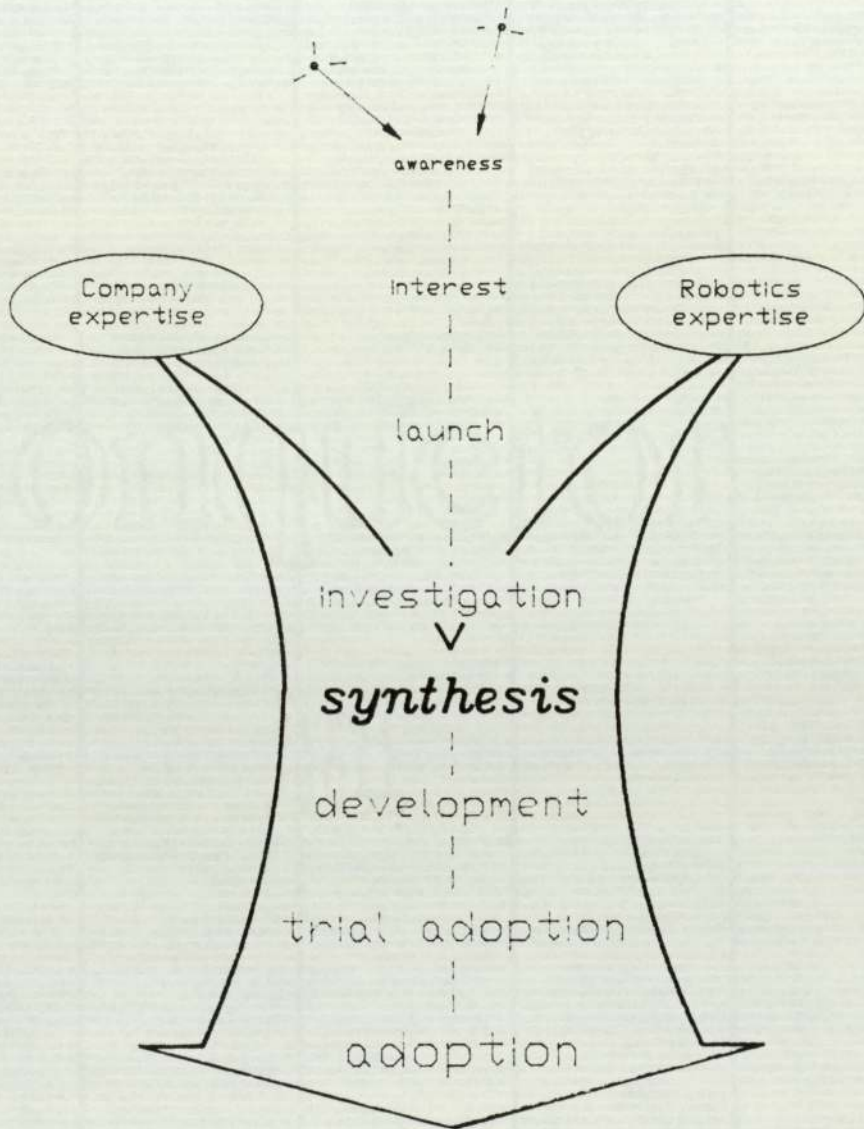 awareness
Company
expertise
interest
Robotics
expertise
launch
investigation
synthesis
development
trial adoption
adoption